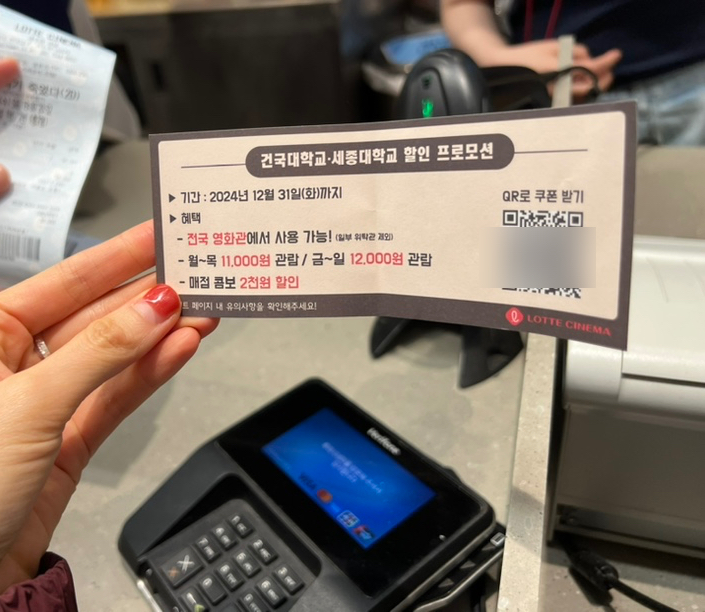 LOTTE CINEMA
건국대학교·세종대학교 할인 프로모션
▶ 기간 : 2024년 12월 31일(화)까지
▶ 혜택
- 전국 영화관에서 사용 가능! (일부 위탁관 제외)
- 월~목 11,000원 관람 / 금~일 12,000원 관람
- 매점 콤보 2천원 할인
페이지 내 유의사항을 확인해주세요!
QR로 쿠폰 받기
LOTTE CINEMA
Verifone
VISA